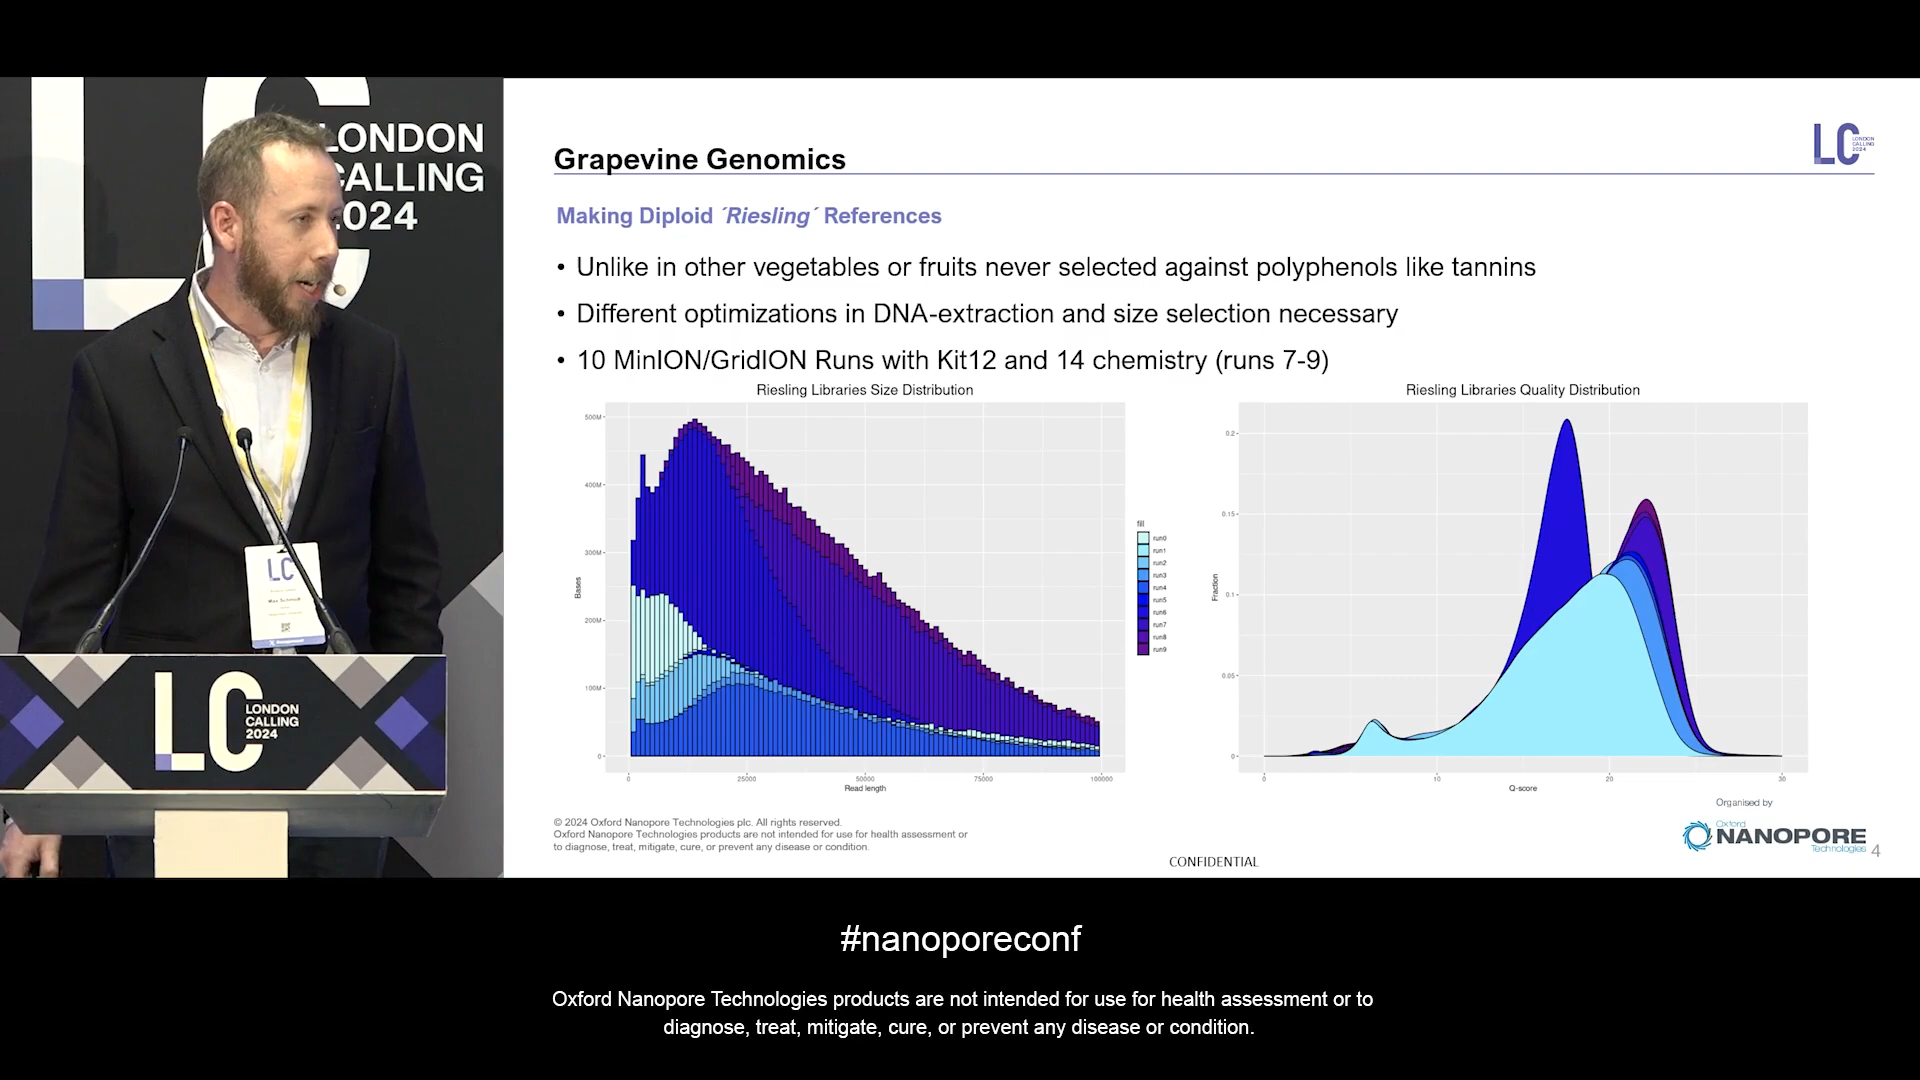 LONDON
CALLING
2024
LC
Max Schmidt
LC
LONDON
CALLING
2024
Grapevine Genomics
LC
LONDON
CALLING
2024
Making Diploid ´Riesling´ References
• Unlike in other vegetables or fruits never selected against polyphenols like tannins
• Different optimizations in DNA-extraction and size selection necessary
• 10 MinION/GridION Runs with Kit12 and 14 chemistry (runs 7-9)
Riesling Libraries Size Distribution
500M
400M
300M
200M
100M
0
Bases
0 25000 50000 75000 100000
Read length
fill
run0
run1
run2
run3
run4
run5
run6
run7
run8
run9
Riesling Libraries Quality Distribution
0.2
0.15
0.1
0.05
0
Fraction
0 10 20 30
Q-score
© 2024 Oxford Nanopore Technologies plc. All rights reserved.
Oxford Nanopore Technologies products are not intended for use for health assessment or
to diagnose, treat, mitigate, cure, or prevent any disease or condition.
CONFIDENTIAL
Organised by
Oxford
NANOPORE
Technologies
4
#nanoporeconf
Oxford Nanopore Technologies products are not intended for use for health assessment or to
diagnose, treat, mitigate, cure, or prevent any disease or condition.